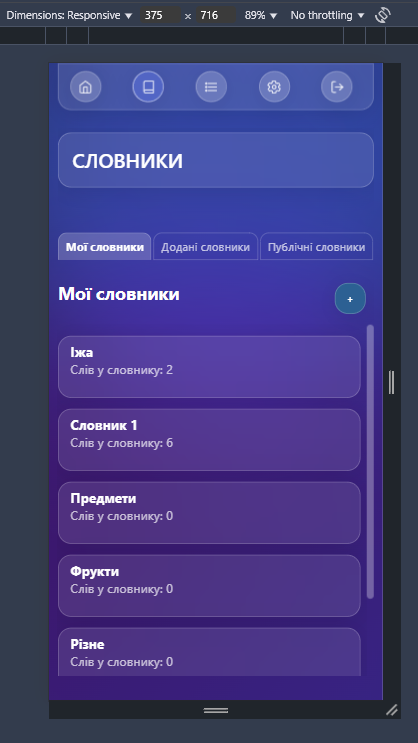 Dimensions: Responsive 375 × 716 89% No throttling
СЛОВНИКИ
Мої словники Додані словники Публічні словники
Мої словники +
Їжа
Слів у словнику: 2
Словник 1
Слів у словнику: 6
Предмети
Слів у словнику: 0
Фрукти
Слів у словнику: 0
Різне
Слів у словнику: 0